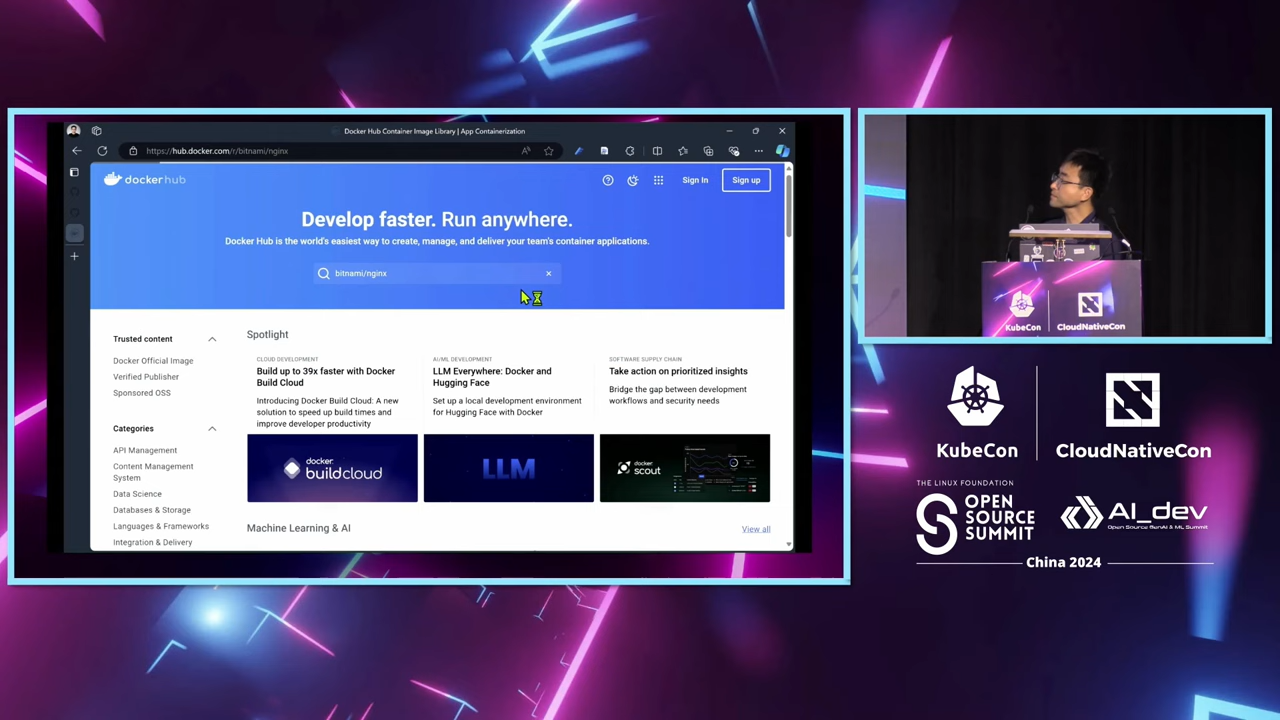 Docker Hub Container Image Library | App Containerization
https://hub.docker.com/r/bitnami/nginx
dockerhub
Sign In
Sign up
Develop faster. Run anywhere.
Docker Hub is the world's easiest way to create, manage, and deliver your team's container applications.
bitnami/nginx
Trusted content
Docker Official Image
Verified Publisher
Sponsored OSS
Categories
API Management
Content Management
System
Data Science
Databases & Storage
Languages & Frameworks
Integration & Delivery
Spotlight
CLOUD DEVELOPMENT
Build up to 39x faster with Docker
Build Cloud
Introducing Docker Build Cloud: A new
solution to speed up build times and
improve developer productivity
docker
buildcloud
AI/ML DEVELOPMENT
LLM Everywhere: Docker and
Hugging Face
Set up a local development environment
for Hugging Face with Docker
LLM
SOFTWARE SUPPLY CHAIN
Take action on prioritized insights
Bridge the gap between development
workflows and security needs
docker
scout
Machine Learning & AI
View all
KubeCon
CloudNativeCon
KubeCon
CloudNativeCon
THE LINUX FOUNDATION
OPEN
SOURCE
SUMMIT
AI_dev
Open Source GenAI & ML Summit
China 2024